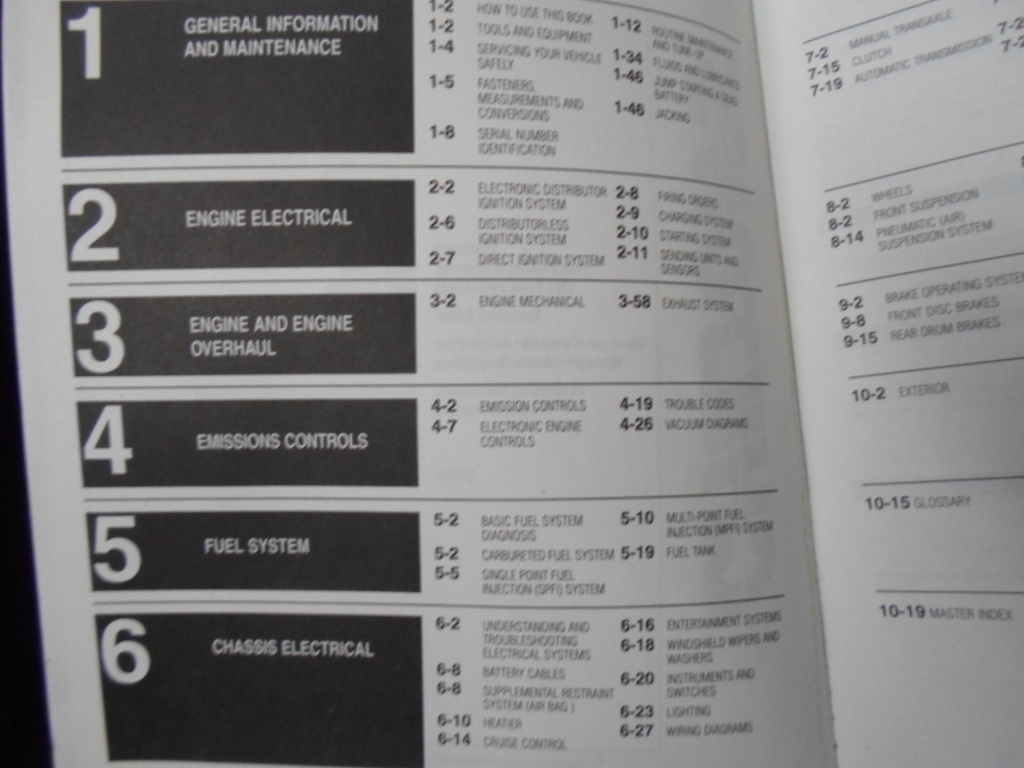 1
GENERAL INFORMATION
AND MAINTENANCE
1-2 HOW TO USE THIS BOOK
1-2 TOOLS AND EQUIPMENT
1-4 SERVICING YOUR VEHICLE
SAFELY
1-5 FASTENERS,
MEASUREMENTS AND
CONVERSIONS
1-8 SERIAL NUMBER
IDENTIFICATION
1-12 ROUTINE MAINTENANCE
AND TUNE-UP
1-34 FLUIDS AND LUBRICANTS
1-46 JUMP STARTING A DEAD
BATTERY
1-46 JACKING
2
ENGINE ELECTRICAL
2-2 ELECTRONIC DISTRIBUTOR
IGNITION SYSTEM
2-6 DISTRIBUTORLESS
IGNITION SYSTEM
2-7 DIRECT IGNITION SYSTEM
2-8 FIRING ORDERS
2-9 CHARGING SYSTEM
2-10 STARTING SYSTEM
2-11 SENDING UNITS AND
SENSORS
3
ENGINE AND ENGINE
OVERHAUL
3-2 ENGINE MECHANICAL
3-58 EXHAUST SYSTEM
4
EMISSIONS CONTROLS
4-2 EMISSION CONTROLS
4-7 ELECTRONIC ENGINE
CONTROLS
4-19 TROUBLE CODES
4-26 VACUUM DIAGRAMS
5
FUEL SYSTEM
5-2 BASIC FUEL SYSTEM
DIAGNOSIS
5-2 CARBURETED FUEL SYSTEM
5-5 SINGLE POINT FUEL
INJECTION (SPFI) SYSTEM
5-10 MULTI-POINT FUEL
INJECTION (MPFI) SYSTEM
5-19 FUEL TANK
6
CHASSIS ELECTRICAL
6-2 UNDERSTANDING AND
TROUBLESHOOTING
ELECTRICAL SYSTEMS
6-8 BATTERY CABLES
6-8 SUPPLEMENTAL RESTRAINT
SYSTEM (AIR BAG )
6-10 HEATER
6-14 CRUISE CONTROL
6-16 ENTERTAINMENT SYSTEMS
6-18 WINDSHIELD WIPERS AND
WASHERS
6-20 INSTRUMENTS AND
SWITCHES
6-23 LIGHTING
6-27 WIRING DIAGRAMS
7-2 MANUAL TRANSAXLE
7-15 CLUTCH
7-19 AUTOMATIC TRANSMISSION
8-2 WHEELS
8-2 FRONT SUSPENSION
8-14 PNEUMATIC (AIR)
SUSPENSION SYSTEM
9-2 BRAKE OPERATING SYSTEM
9-8 FRONT DISC BRAKES
9-15 REAR DRUM BRAKES
10-2 EXTERIOR
10-15 GLOSSARY
10-19 MASTER INDEX